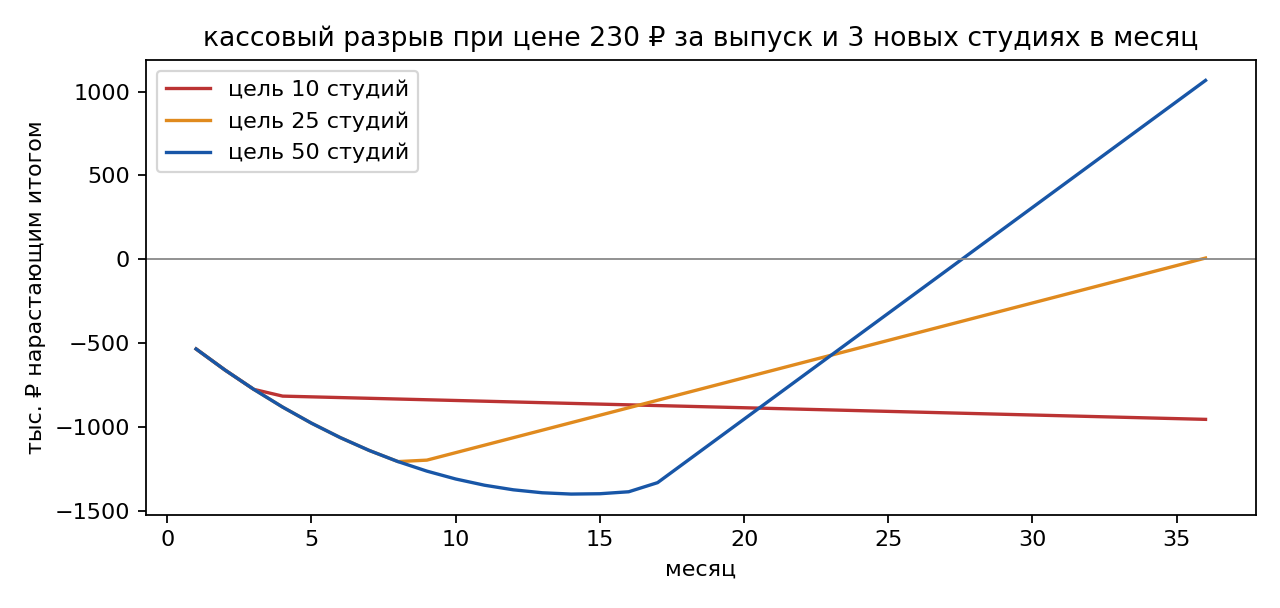 кассовый разрыв при цене 230 ₽ за выпуск и 3 новых студиях в месяц
цель 10 студий
цель 25 студий
цель 50 студий
тыс. ₽ нарастающим итогом
1000
500
0
−500
−1000
−1500
0 5 10 15 20 25 30 35
месяц